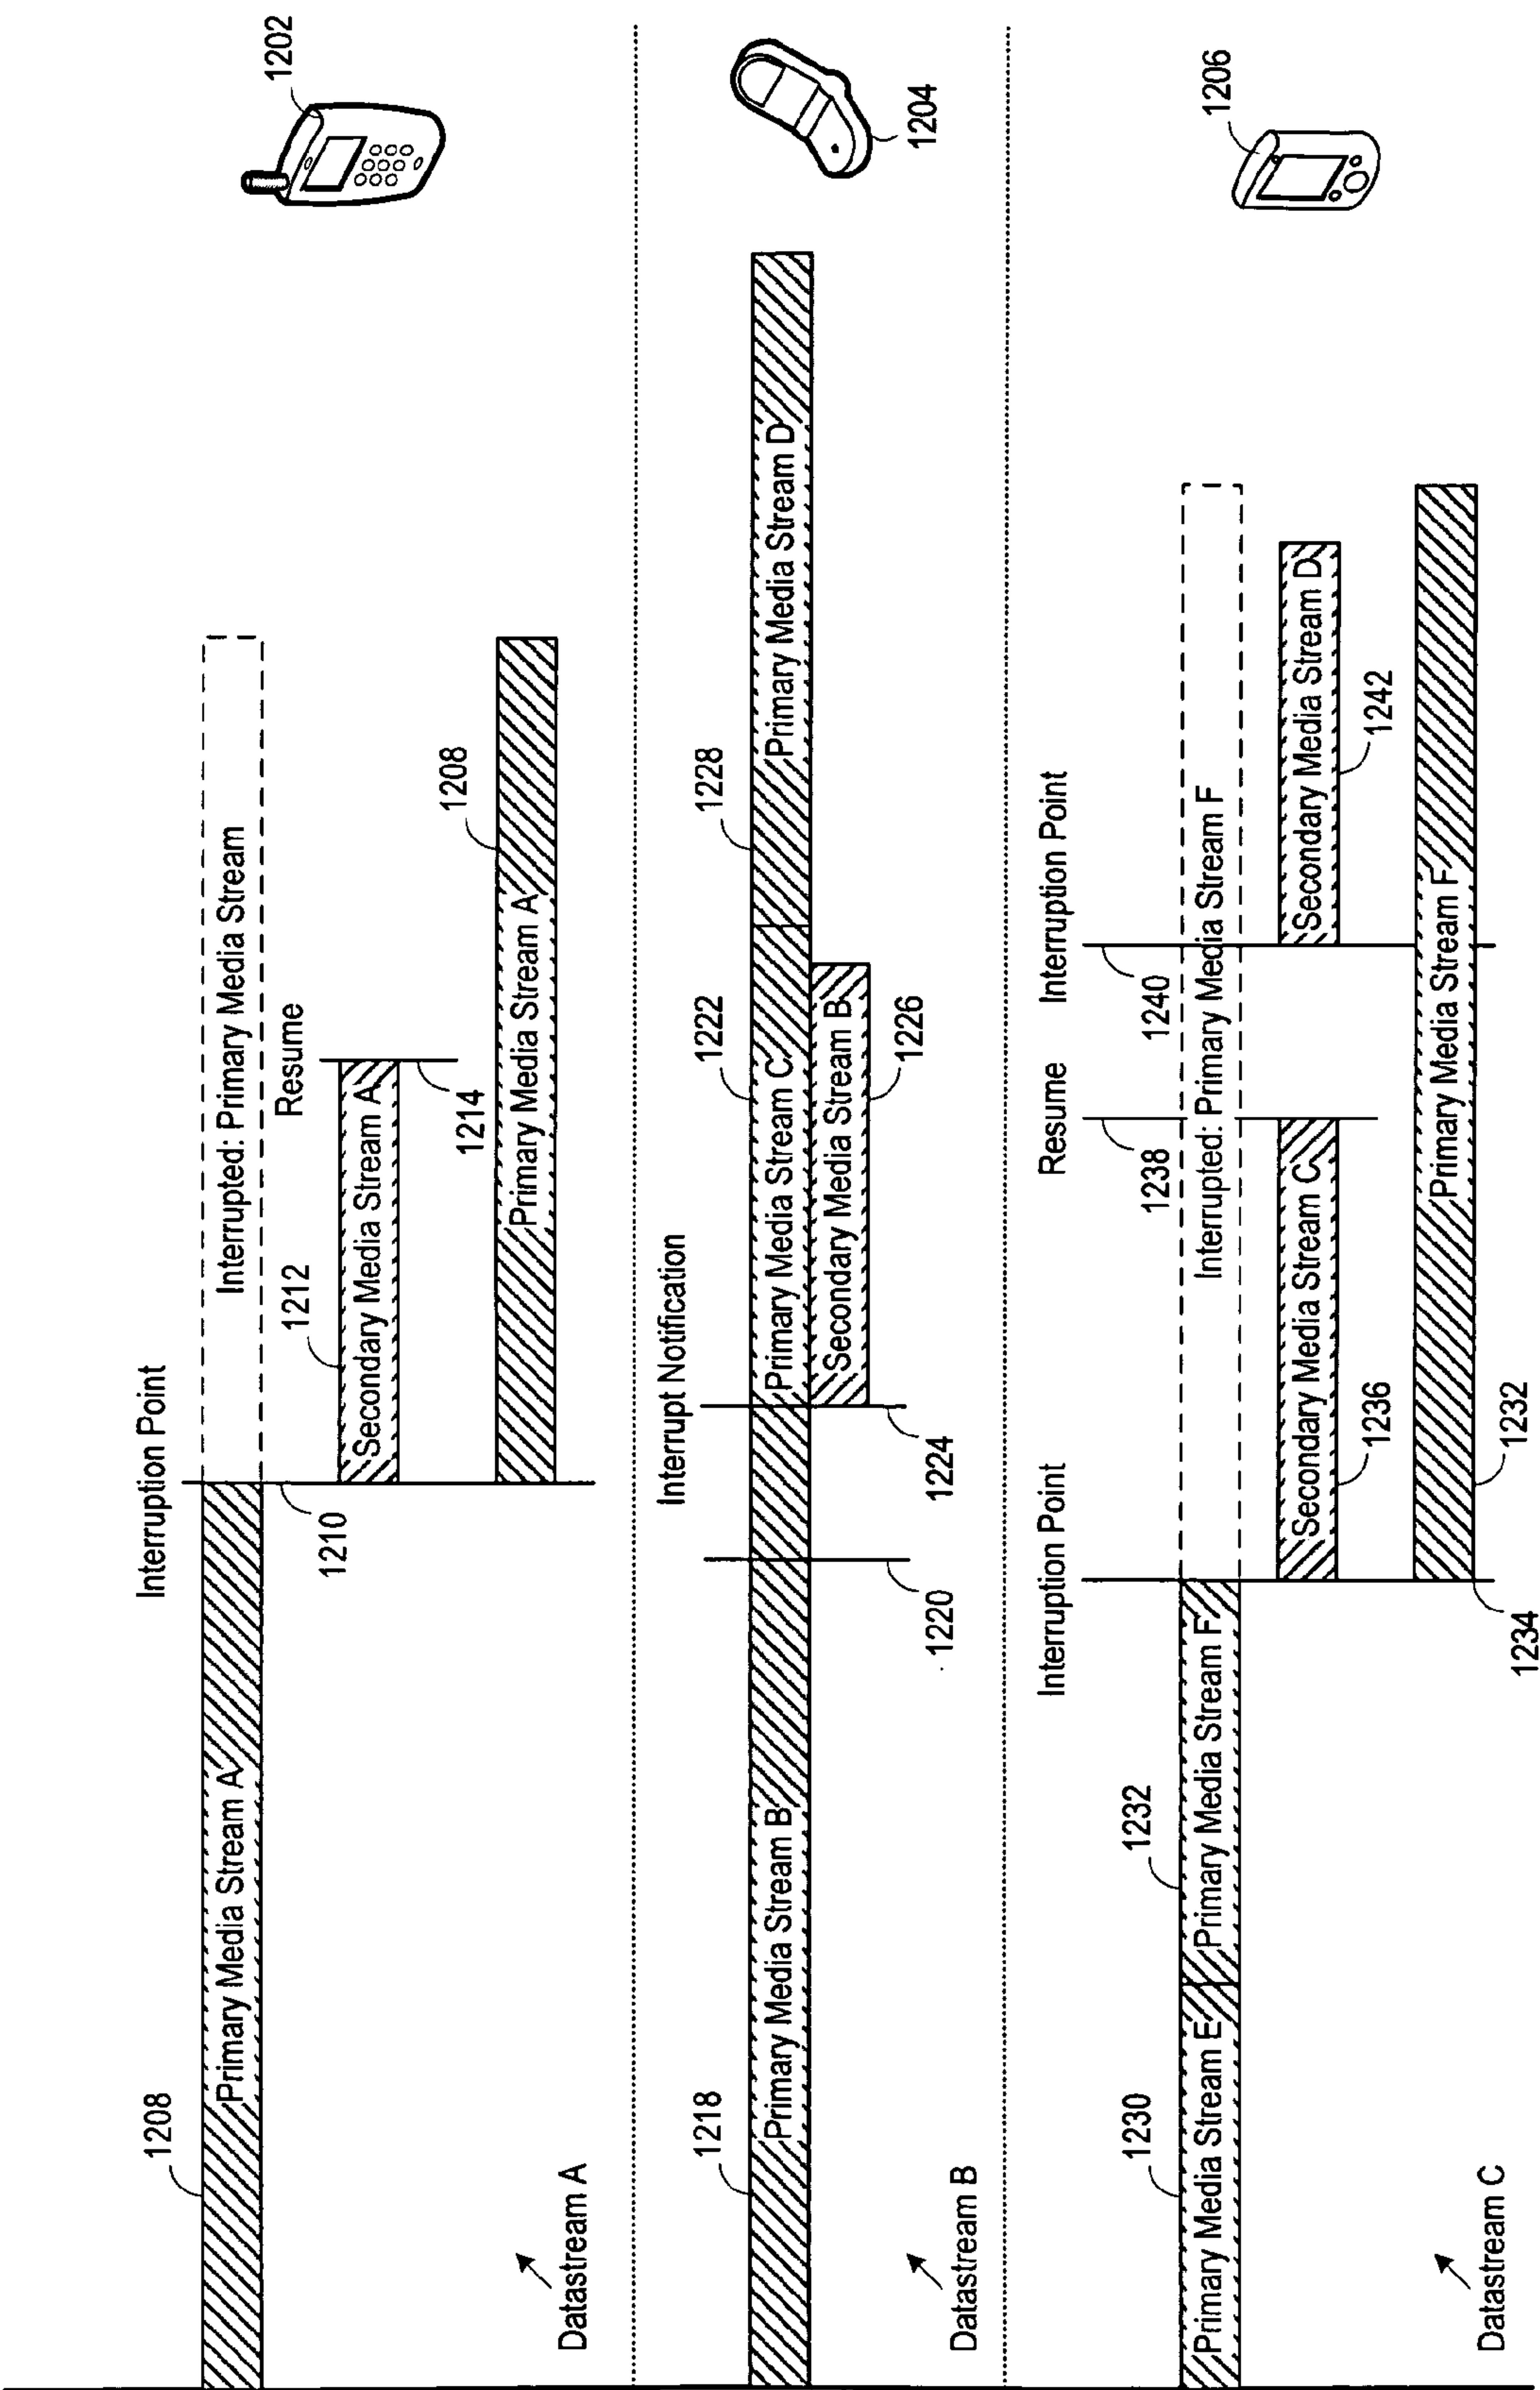 1202
Interruption Point
1208
Primary Media Stream A
Interrupted: Primary Media Stream
1210
1212
Secondary Media Stream A
Resume
1214
1208
Primary Media Stream A
Datastream A
1204
Interrupt Notification
1218
1222
1228
Primary Media Stream B
Primary Media Stream C
Primary Media Stream D
Secondary Media Stream B
1220
1224
1226
Datastream B
1206
Interruption Point
Resume
Interruption Point
1230
1232
1238
1240
Primary Media Stream E
Primary Media Stream F
Interrupted: Primary Media Stream F
Secondary Media Stream C
Secondary Media Stream D
1236
1242
Primary Media Stream F
Datastream C
1234
1232